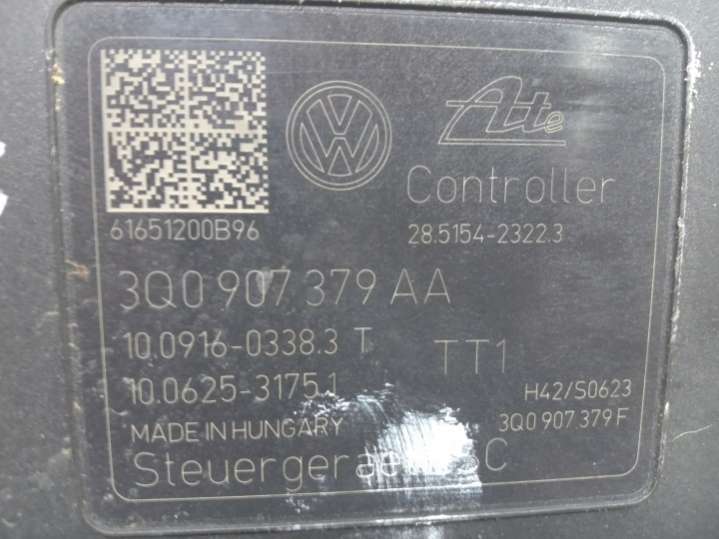 Ate
Controller
61651200B96
28.5154-2322.3
3Q0 907 379 AA
10.0916-0338.3 T
TT1
10.0625-3175.1
H42/S0623
MADE IN HUNGARY
3Q0 907 379 F